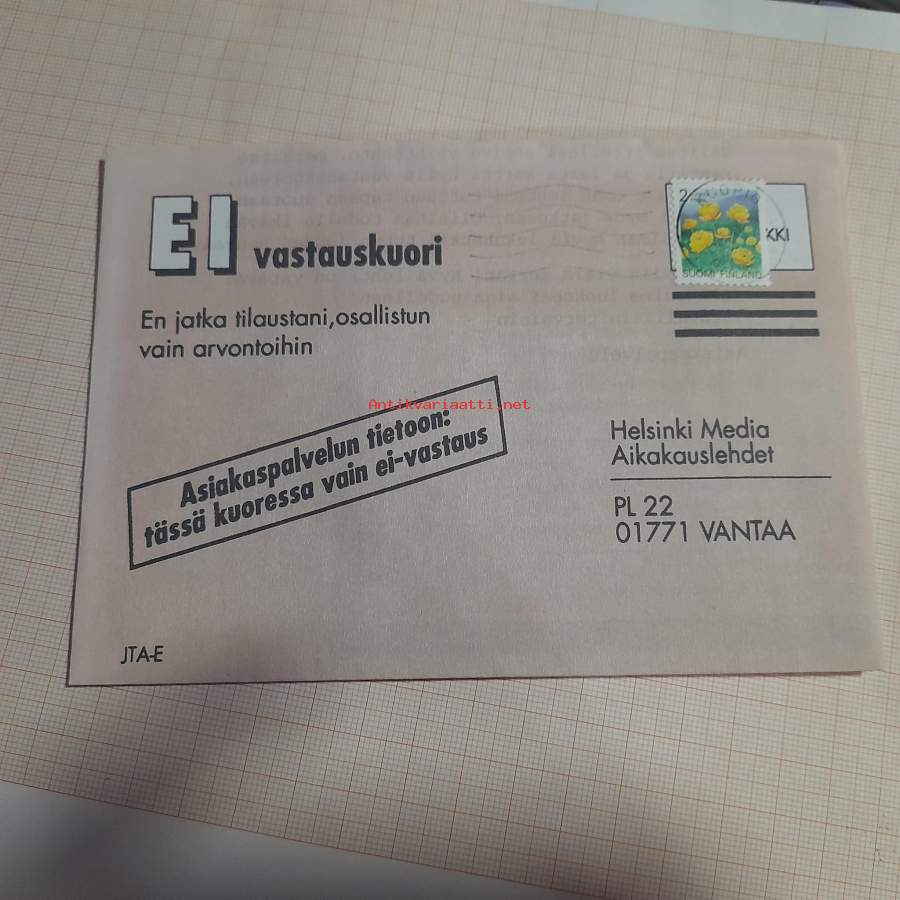 EI vastauskuori
En jatka tilaustani,osallistun
vain arvontoihin
Asiakaspalvelun tietoon:
tässä kuoressa vain ei-vastaus
Antikvariaatti.net
KKI
SUOMI FINLAND
Helsinki Media
Aikakauslehdet
PL 22
01771 VANTAA
JTA-E